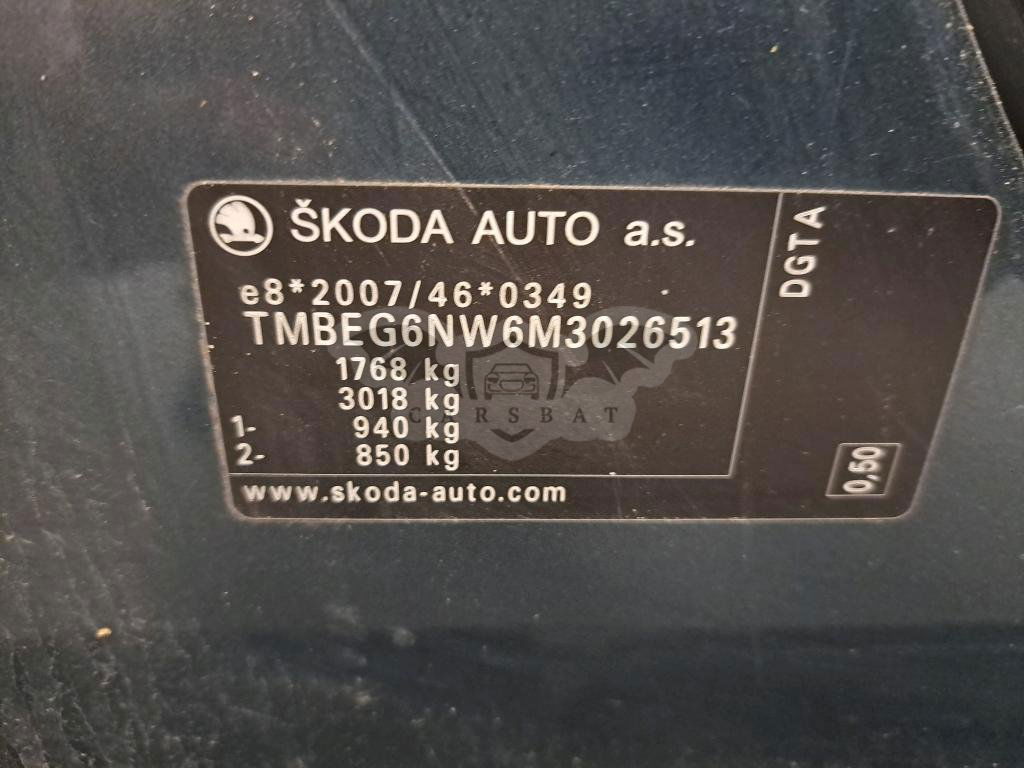 ŠKODA AUTO a.s.
e8*2007/46*0349
TMBEG6NW6M3026513
1768 kg
3018 kg
1- 940 kg
2- 850 kg
www.skoda-auto.com
DGTA
0,50
CARSBAT